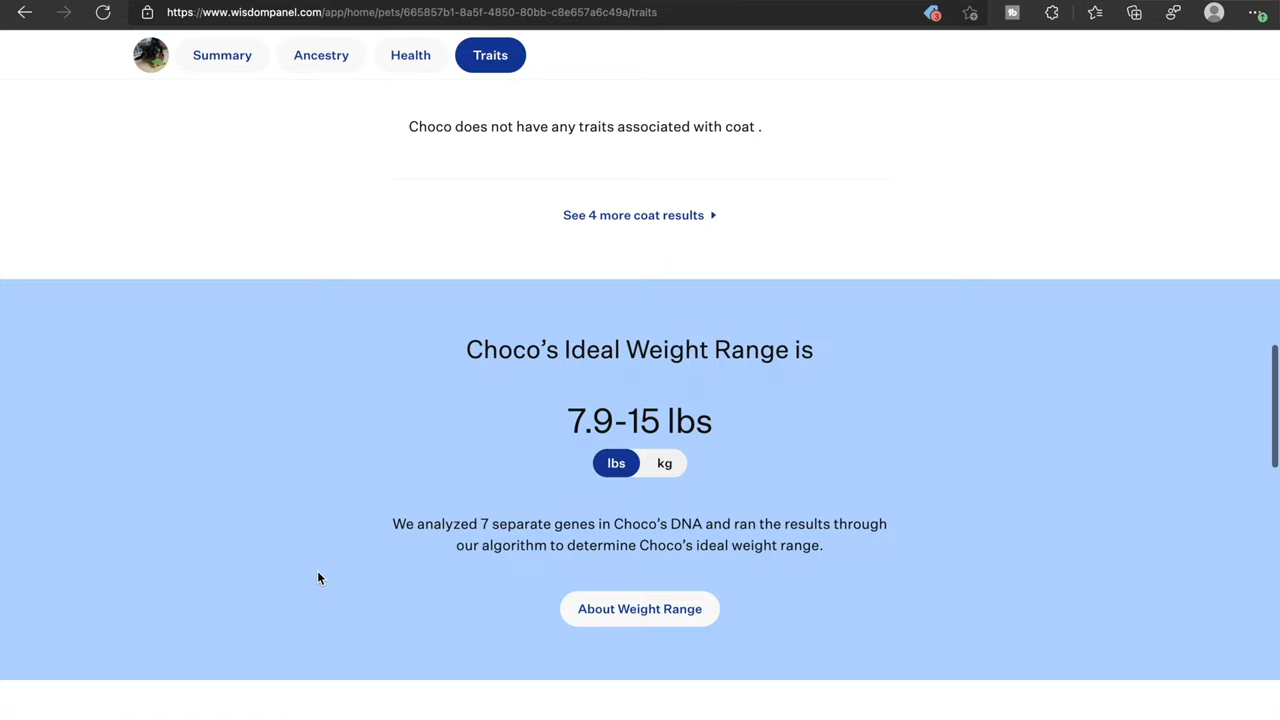 https://www.wisdompanel.com/app/home/pets/665857b1-8a5f-4850-80bb-c8e657a6c49a/traits
3
Summary Ancestry Health Traits
Choco does not have any traits associated with coat .
See 4 more coat results
Choco’s Ideal Weight Range is
7.9-15 lbs
lbs kg
We analyzed 7 separate genes in Choco’s DNA and ran the results through
our algorithm to determine Choco’s ideal weight range.
About Weight Range